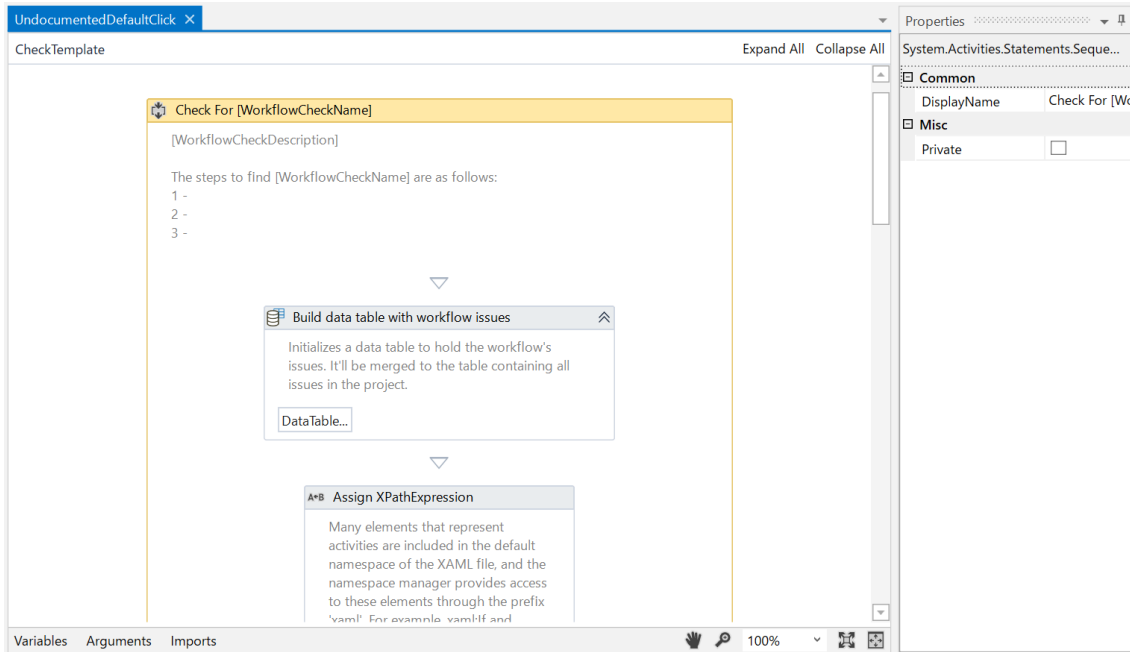 UndocumentedDefaultClick
Properties
CheckTemplate
Expand All Collapse All
System.Activities.Statements.Seque...
Common
DisplayName
Check For [Wo
Misc
Private
Check For [WorkflowCheckName]
[WorkflowCheckDescription]
The steps to find [WorkflowCheckName] are as follows:
1 -
2 -
3 -
Build data table with workflow issues
Initializes a data table to hold the workflow's
issues. It'll be merged to the table containing all
issues in the project.
DataTable...
A*B Assign XPathExpression
Many elements that represent
activities are included in the default
namespace of the XAML file, and the
namespace manager provides access
to these elements through the prefix
'xaml'. For example, xaml:If and
Variables Arguments Imports
100%